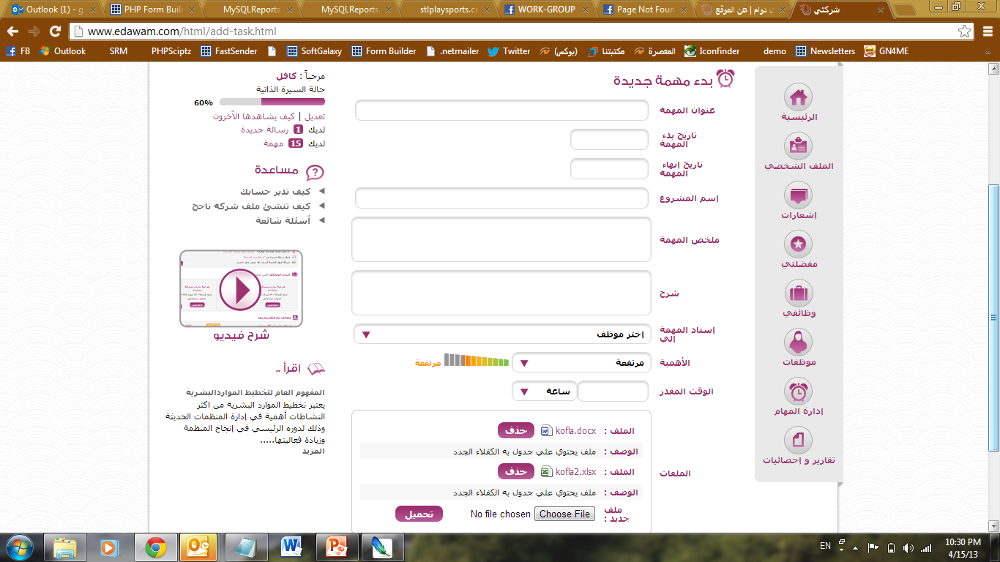 Outlook (1) - g
PHP Form Buil
MySQLReports
MySQLReports
stlplaysports.co
WORK-GROUP
Page Not Foun
ي دوام | عن الموقع
شركتي
www.edawam.com/html/add-task.html
FB
Outlook
SRM
PHPSciptz
FastSender
SoftGalaxy
Form Builder
.netmailer
Twitter
(بوكس)
مكتبتنا
المعصرة
Iconfinder
demo
Newsletters
GN4ME
»
الرئيسية
الملف الشخصي
إشعارات
مفضلتي
وظائفي
موظفات
إدارة المهام
تقارير و إحصائيات
بدء مهمة جديدة
عنوان المهمة
تاريخ بدء
المهمة
تاريخ إنهاء
المهمة
إسم المشروع
ملخص المهمة
شرح
إسناد المهمة
إلي
إختر موظف
الأهمية
مرتفعة
مرتفعة
الوقت المقدر
ساعة
الملفات
الملف : kofla.docx حذف
الوصف : ملف يحتوي علي جدول به الكفلاء الجدد
الملف : kofla2.xlsx حذف
الوصف : ملف يحتوي علي جدول به الكفلاء الجدد
ملف
جديد :
Choose File No file chosen
تحميل
مرحباً : كافل
حالة السيرة الذاتية
60%
تعديل | كيف يشاهدها الآخرون
لديك 1 رسالة جديدة
لديك 15 مهمة
مساعدة
كيف تدير حسابك
كيف تنشئ ملف شركة ناجح
أسئلة شائعة
شرح فيديو
إقرأ ..
المفهوم العام لتخطيط المواردالبشرية
يعتبر تخطيط الموارد البشرية من اكثر
النشاطات أهمية في إدارة المنظمات الحديثة
وذلك لدوره الرئيسي في إنجاح المنظمة
وزيادة فعاليتها.....
المزيد
EN
10:30 PM
4/15/13